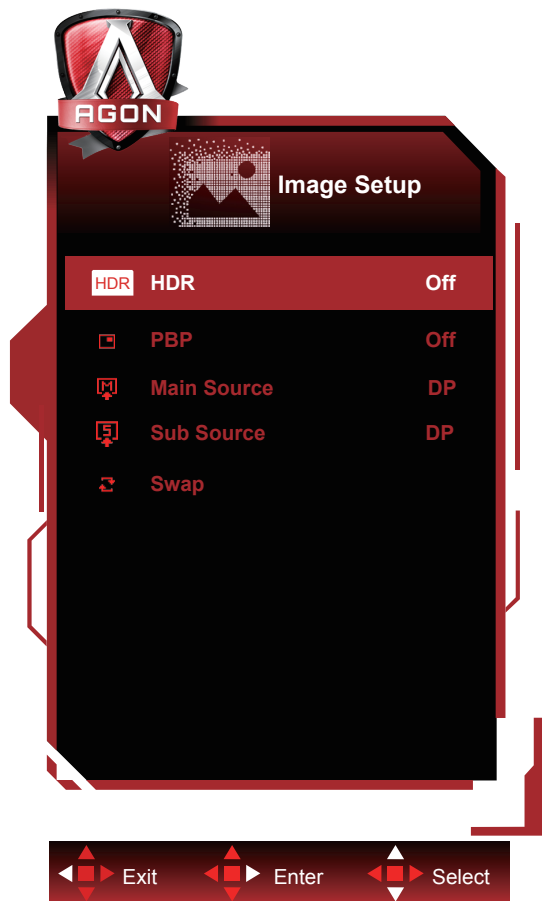 AGON
Image Setup
HDR HDR Off
PBP Off
M Main Source DP
S Sub Source DP
Swap
Exit Enter Select